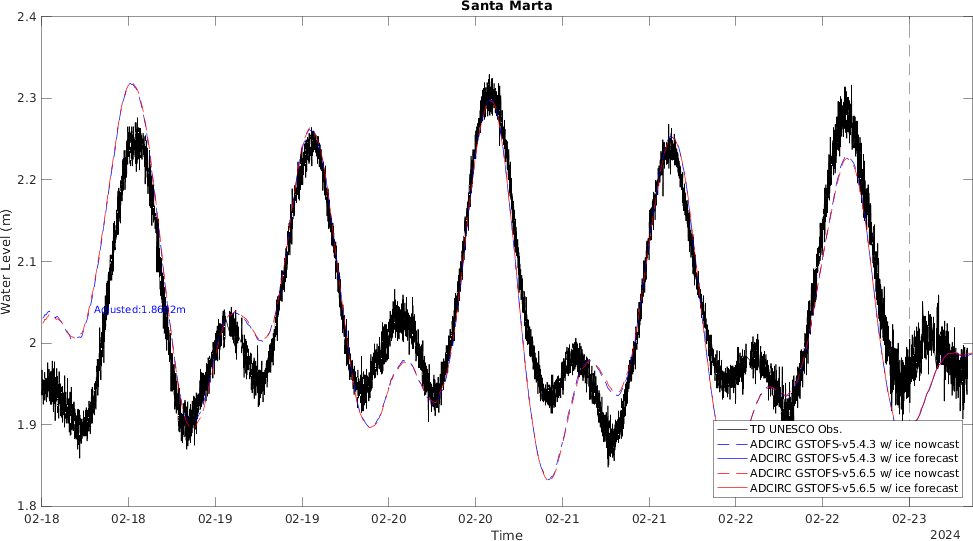 Santa Marta
2.4
2.3
2.2
2.1
2
1.9
1.8
Water Level (m)
TD UNESCO Obs.
ADCIRC GSTOFS-v5.4.3 w/ ice nowcast
ADCIRC GSTOFS-v5.4.3 w/ ice forecast
ADCIRC GSTOFS-v5.6.5 w/ ice nowcast
ADCIRC GSTOFS-v5.6.5 w/ ice forecast
02-18 02-18 02-19 02-19 02-20 02-20 02-21 02-21 02-22 02-22 02-23
Time
2024